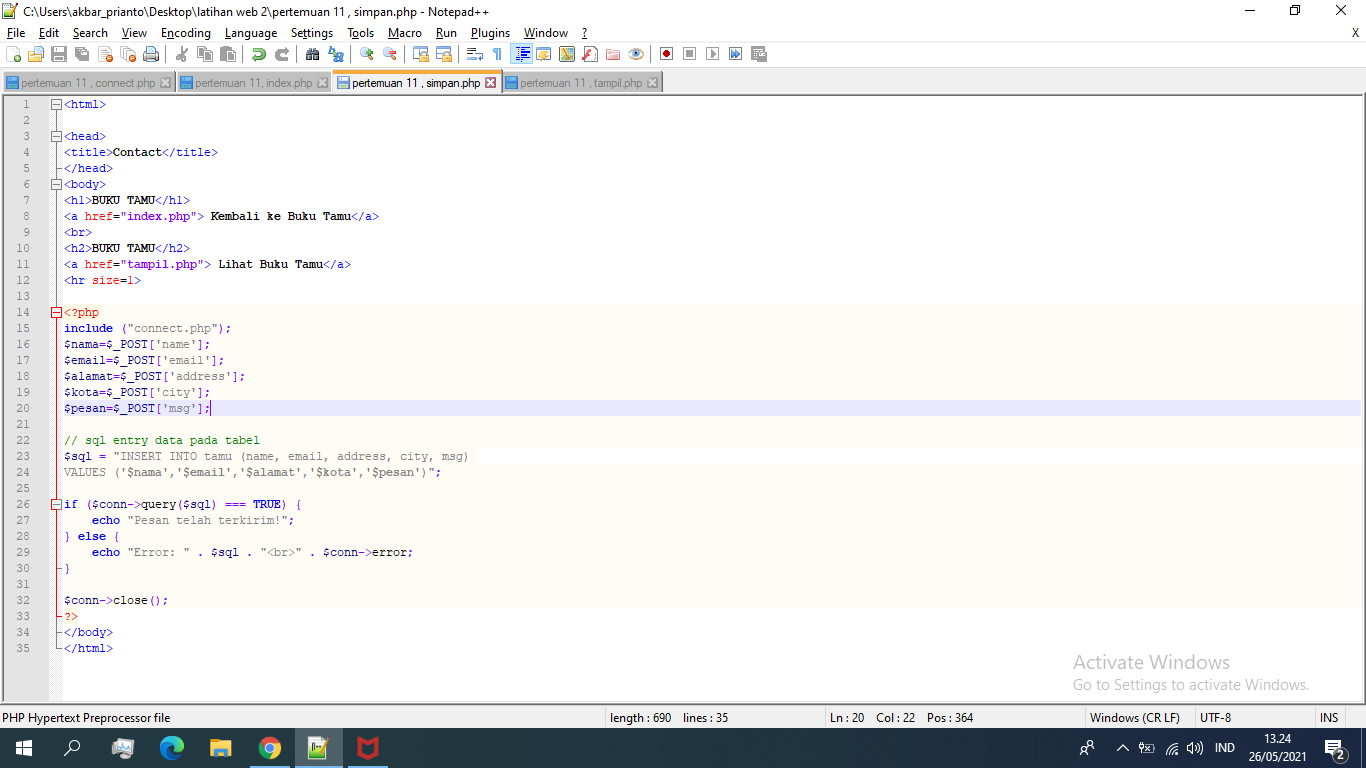 C:\Users\akbar_prianto\Desktop\latihan web 2\pertemuan 11 , simpan.php - Notepad++
File Edit Search View Encoding Language Settings Tools Macro Run Plugins Window ? X
pertemuan 11 , connect.php pertemuan 11, index.php pertemuan 11 , simpan.php pertemuan 11 , tampil.php
1 <html>
2
3 <head>
4 <title>Contact</title>
5 </head>
6 <body>
7 <h1>BUKU TAMU</h1>
8 <a href="index.php"> Kembali ke Buku Tamu</a>
9 <br>
10 <h2>BUKU TAMU</h2>
11 <a href="tampil.php"> Lihat Buku Tamu</a>
12 <hr size=1>
13
14 <?php
15 include ("connect.php");
16 $nama=$_POST['name'];
17 $email=$_POST['email'];
18 $alamat=$_POST['address'];
19 $kota=$_POST['city'];
20 $pesan=$_POST['msg'];
21
22 // sql entry data pada tabel
23 $sql = "INSERT INTO tamu (name, email, address, city, msg)
24 VALUES ('$nama','$email','$alamat','$kota','$pesan')";
25
26 if ($conn->query($sql) === TRUE) {
27 echo "Pesan telah terkirim!";
28 } else {
29 echo "Error: " . $sql . "<br>" . $conn->error;
30 }
31
32 $conn->close();
33 ?>
34 </body>
35 </html>
Activate Windows
Go to Settings to activate Windows.
PHP Hypertext Preprocessor file length : 690 lines : 35 Ln : 20 Col : 22 Pos : 364 Windows (CR LF) UTF-8 INS
IND 13.24
26/05/2021
2